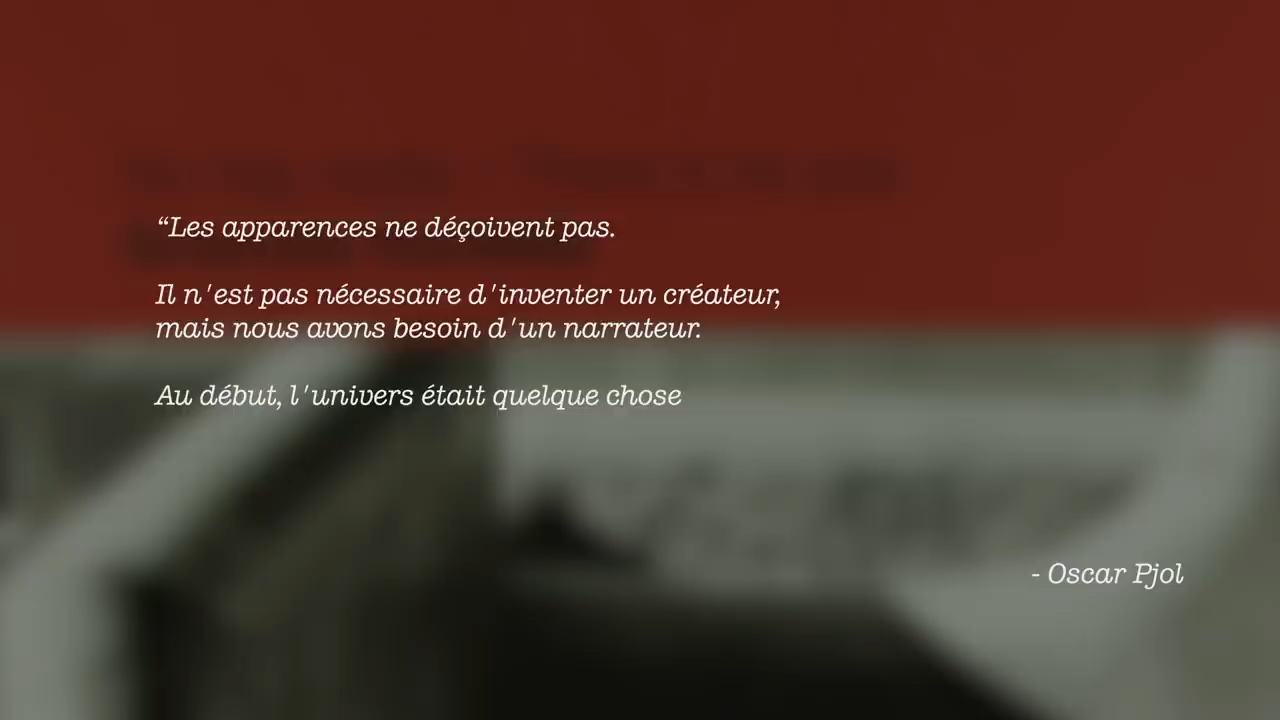 “Les apparences ne déçoivent pas.
Il n'est pas nécessaire d'inventer un créateur,
mais nous avons besoin d'un narrateur.
Au début, l'univers était quelque chose
- Oscar Pjol